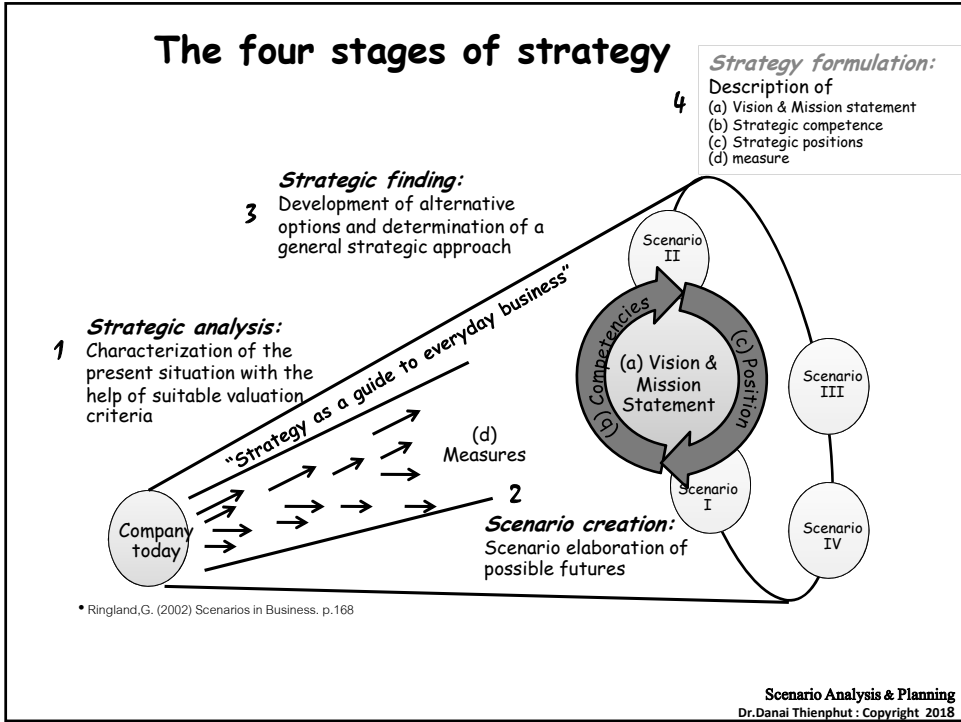 The four stages of strategy
4
Strategy formulation:
Description of
(a) Vision & Mission statement
(b) Strategic competence
(c) Strategic positions
(d) measure
3
Strategic finding:
Development of alternative
options and determination of a
general strategic approach
1
Strategic analysis:
Characterization of the
present situation with the
help of suitable valuation
criteria
"Strategy as a guide to everyday business"
Scenario
II
(b) Competencies
(c) Position
(a) Vision &
Mission
Statement
Scenario
III
(d)
Measures
2
Scenario creation:
Scenario elaboration of
possible futures
Scenario
I
Scenario
IV
Company
today
• Ringland,G. (2002) Scenarios in Business. p.168
Scenario Analysis & Planning
Dr.Danai Thienphut : Copyright 2018